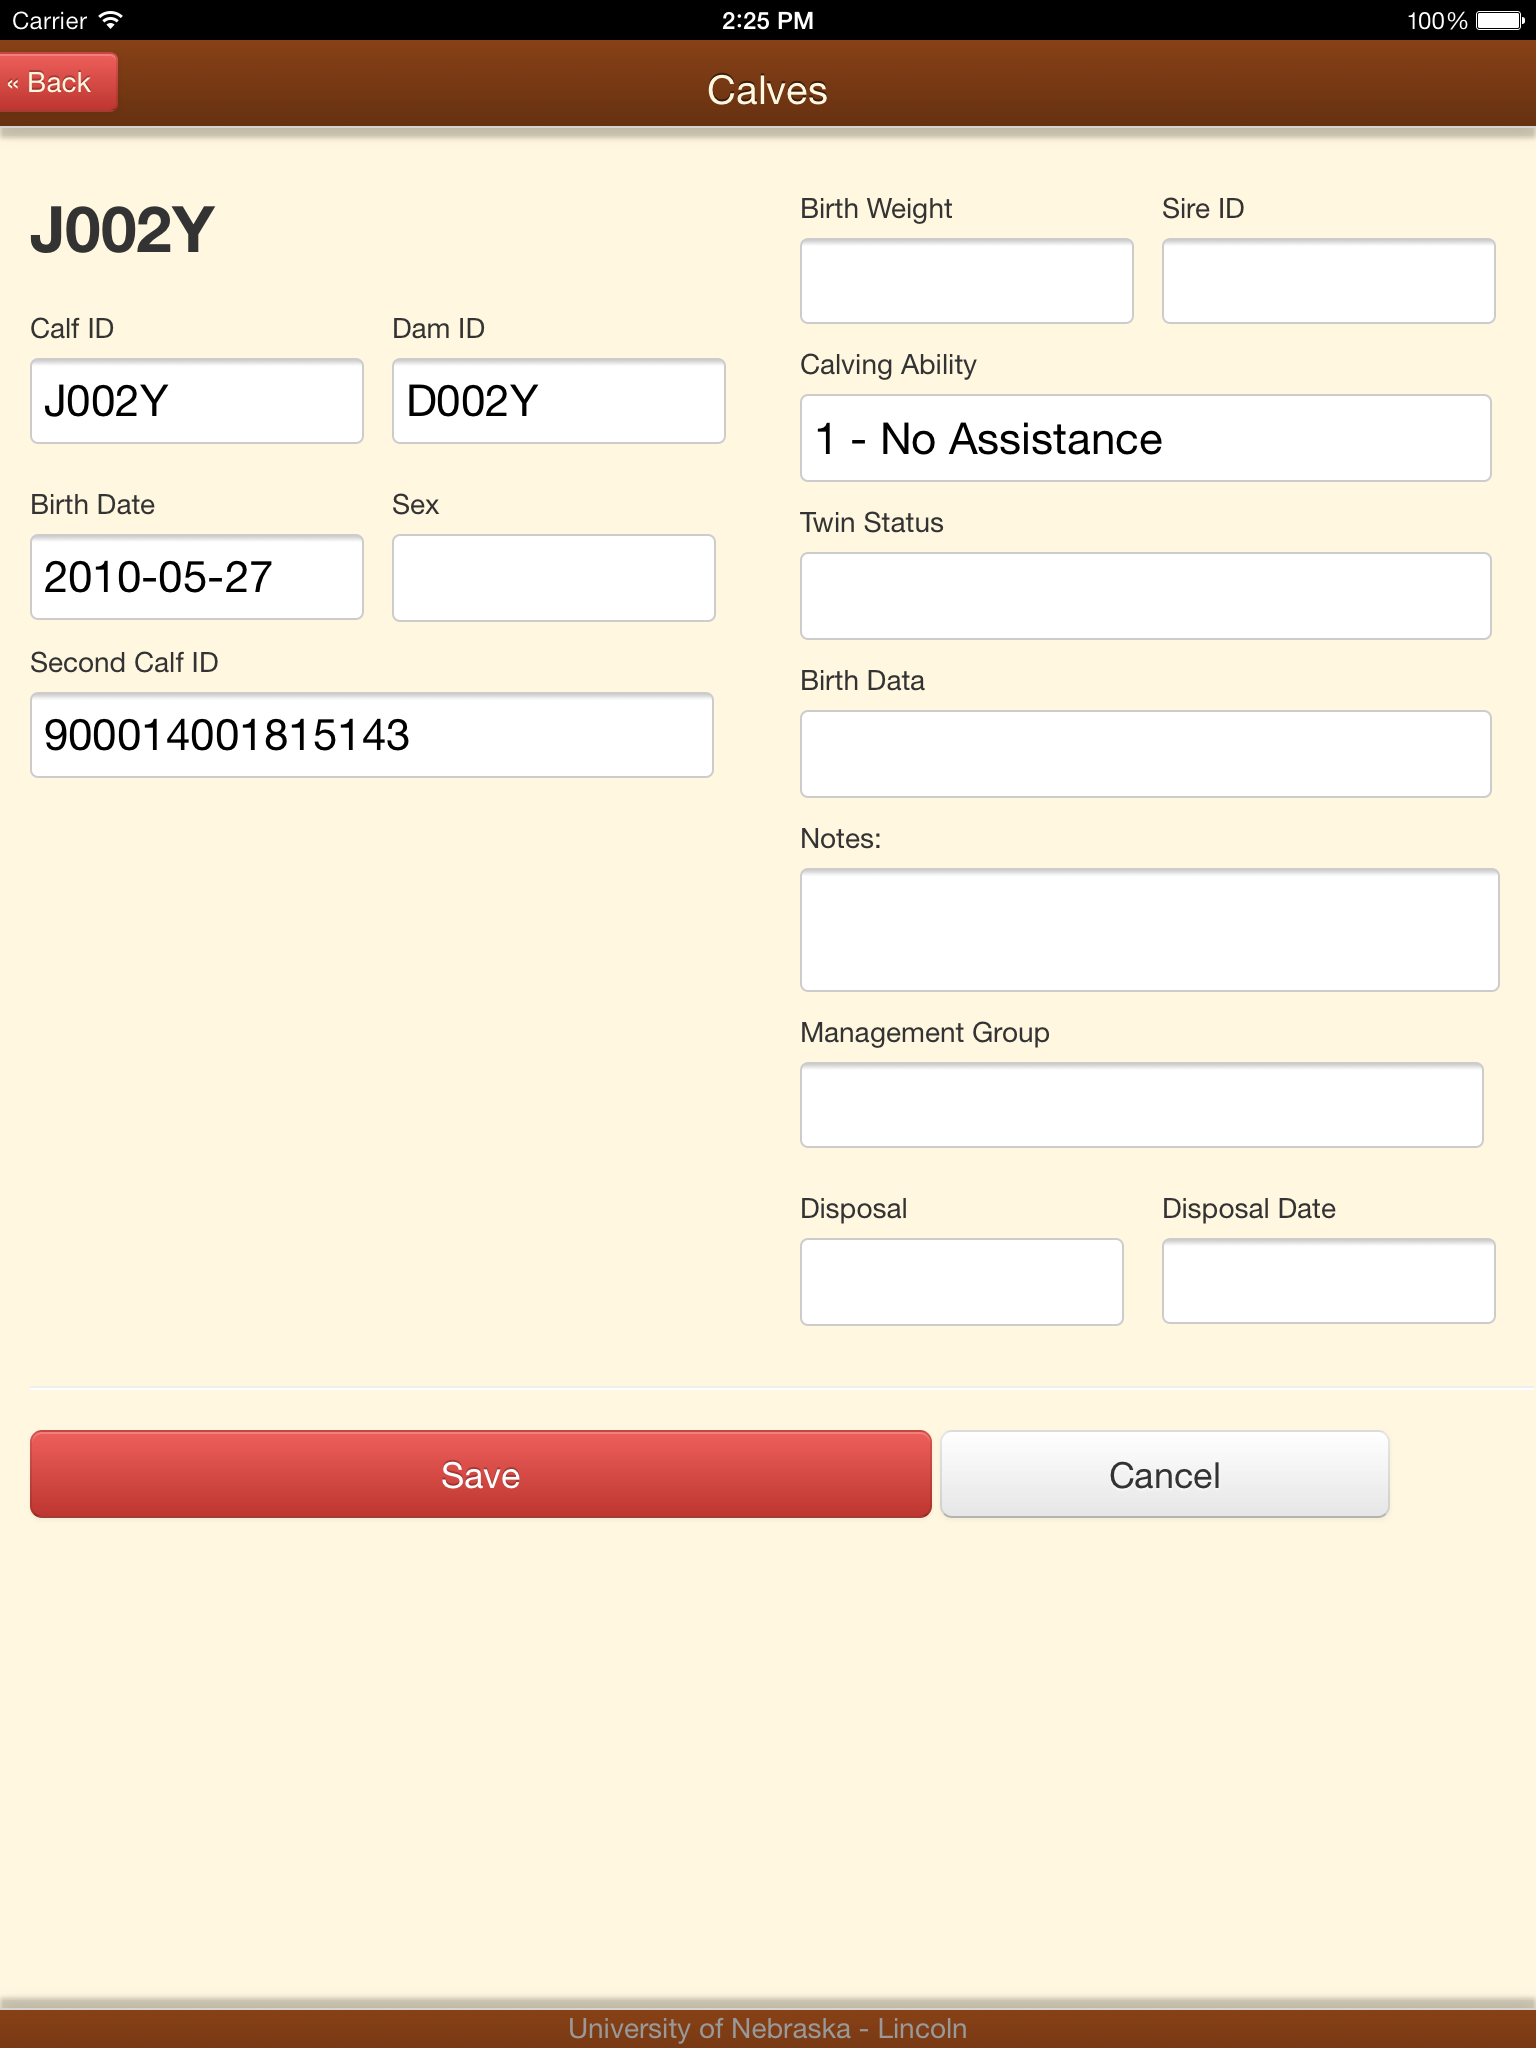 Carrier 2:25 PM 100%
« Back
Calves
J002Y
Calf ID Dam ID
J002Y D002Y
Birth Date Sex
2010-05-27
Second Calf ID
900014001815143
Birth Weight Sire ID
Calving Ability
1 - No Assistance
Twin Status
Birth Data
Notes:
Management Group
Disposal Disposal Date
Save Cancel
University of Nebraska - Lincoln